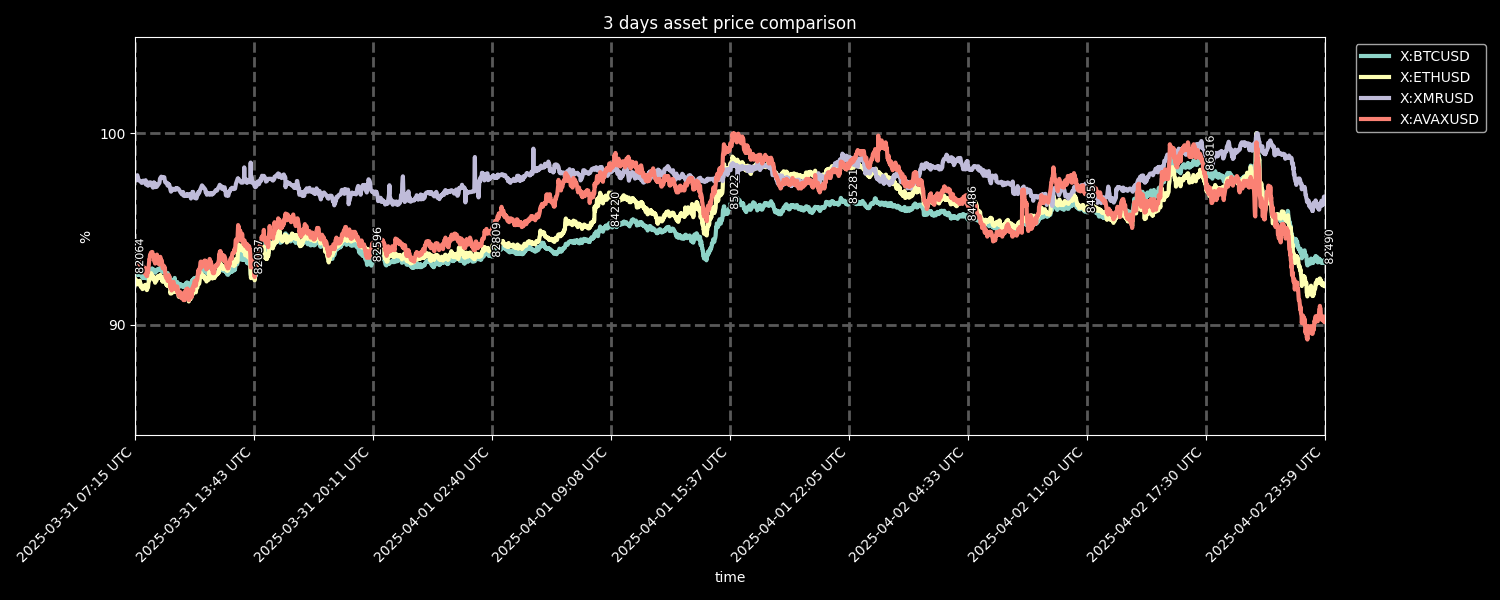 3 days asset price comparison
X:BTCUSD
X:ETHUSD
X:XMRUSD
X:AVAXUSD
100
90
%
82064
82037
82596
82809
84220
85022
85281
84486
84856
86816
82490
2025-03-31 07:15 UTC
2025-03-31 13:43 UTC
2025-03-31 20:11 UTC
2025-04-01 02:40 UTC
2025-04-01 09:08 UTC
2025-04-01 15:37 UTC
2025-04-01 22:05 UTC
2025-04-02 04:33 UTC
2025-04-02 11:02 UTC
2025-04-02 17:30 UTC
2025-04-02 23:59 UTC
time